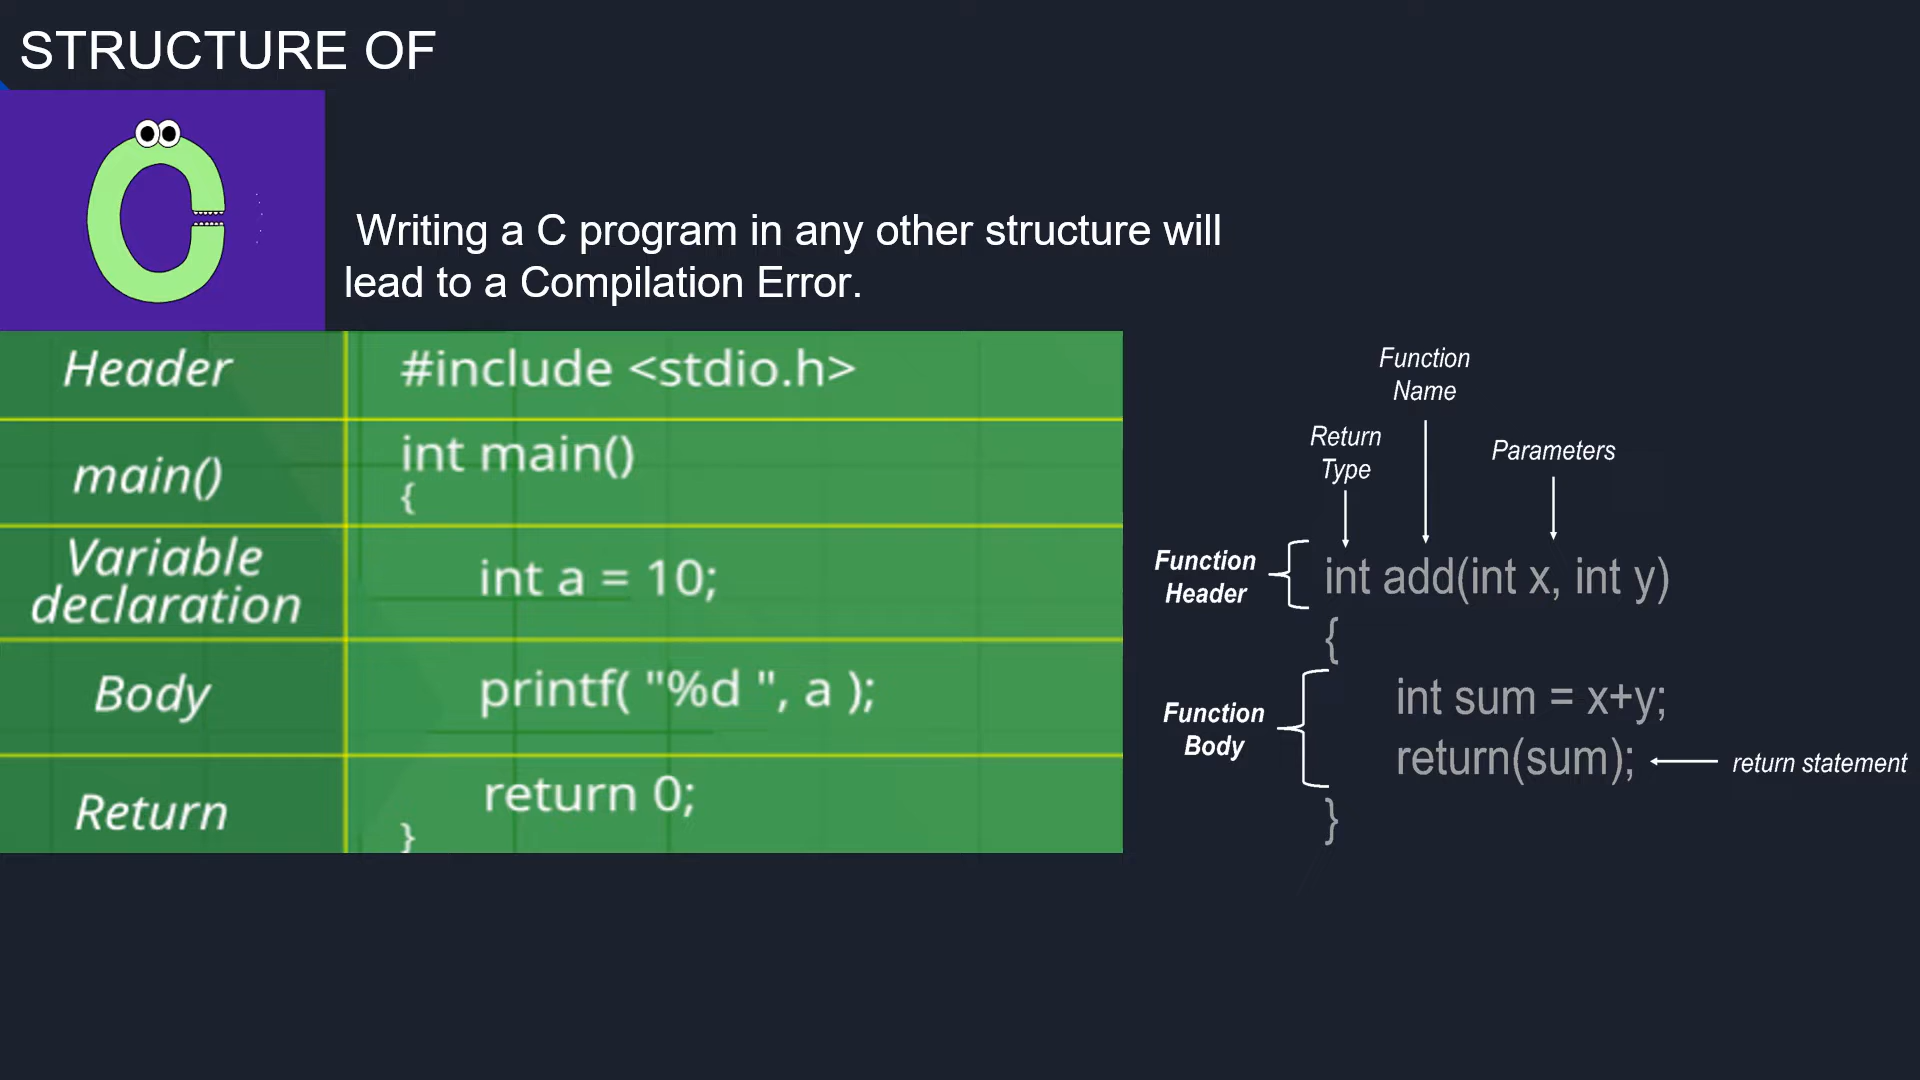 STRUCTURE OF
C
Writing a C program in any other structure will
lead to a Compilation Error.
Header
#include <stdio.h>
main()
int main()
{
Variable
declaration
int a = 10;
Body
printf( "%d ", a );
Return
return 0;
}
Function
Name
Return
Type
Parameters
Function
Header
int add(int x, int y)
{
Function
Body
int sum = x+y;
return(sum);
return statement
}